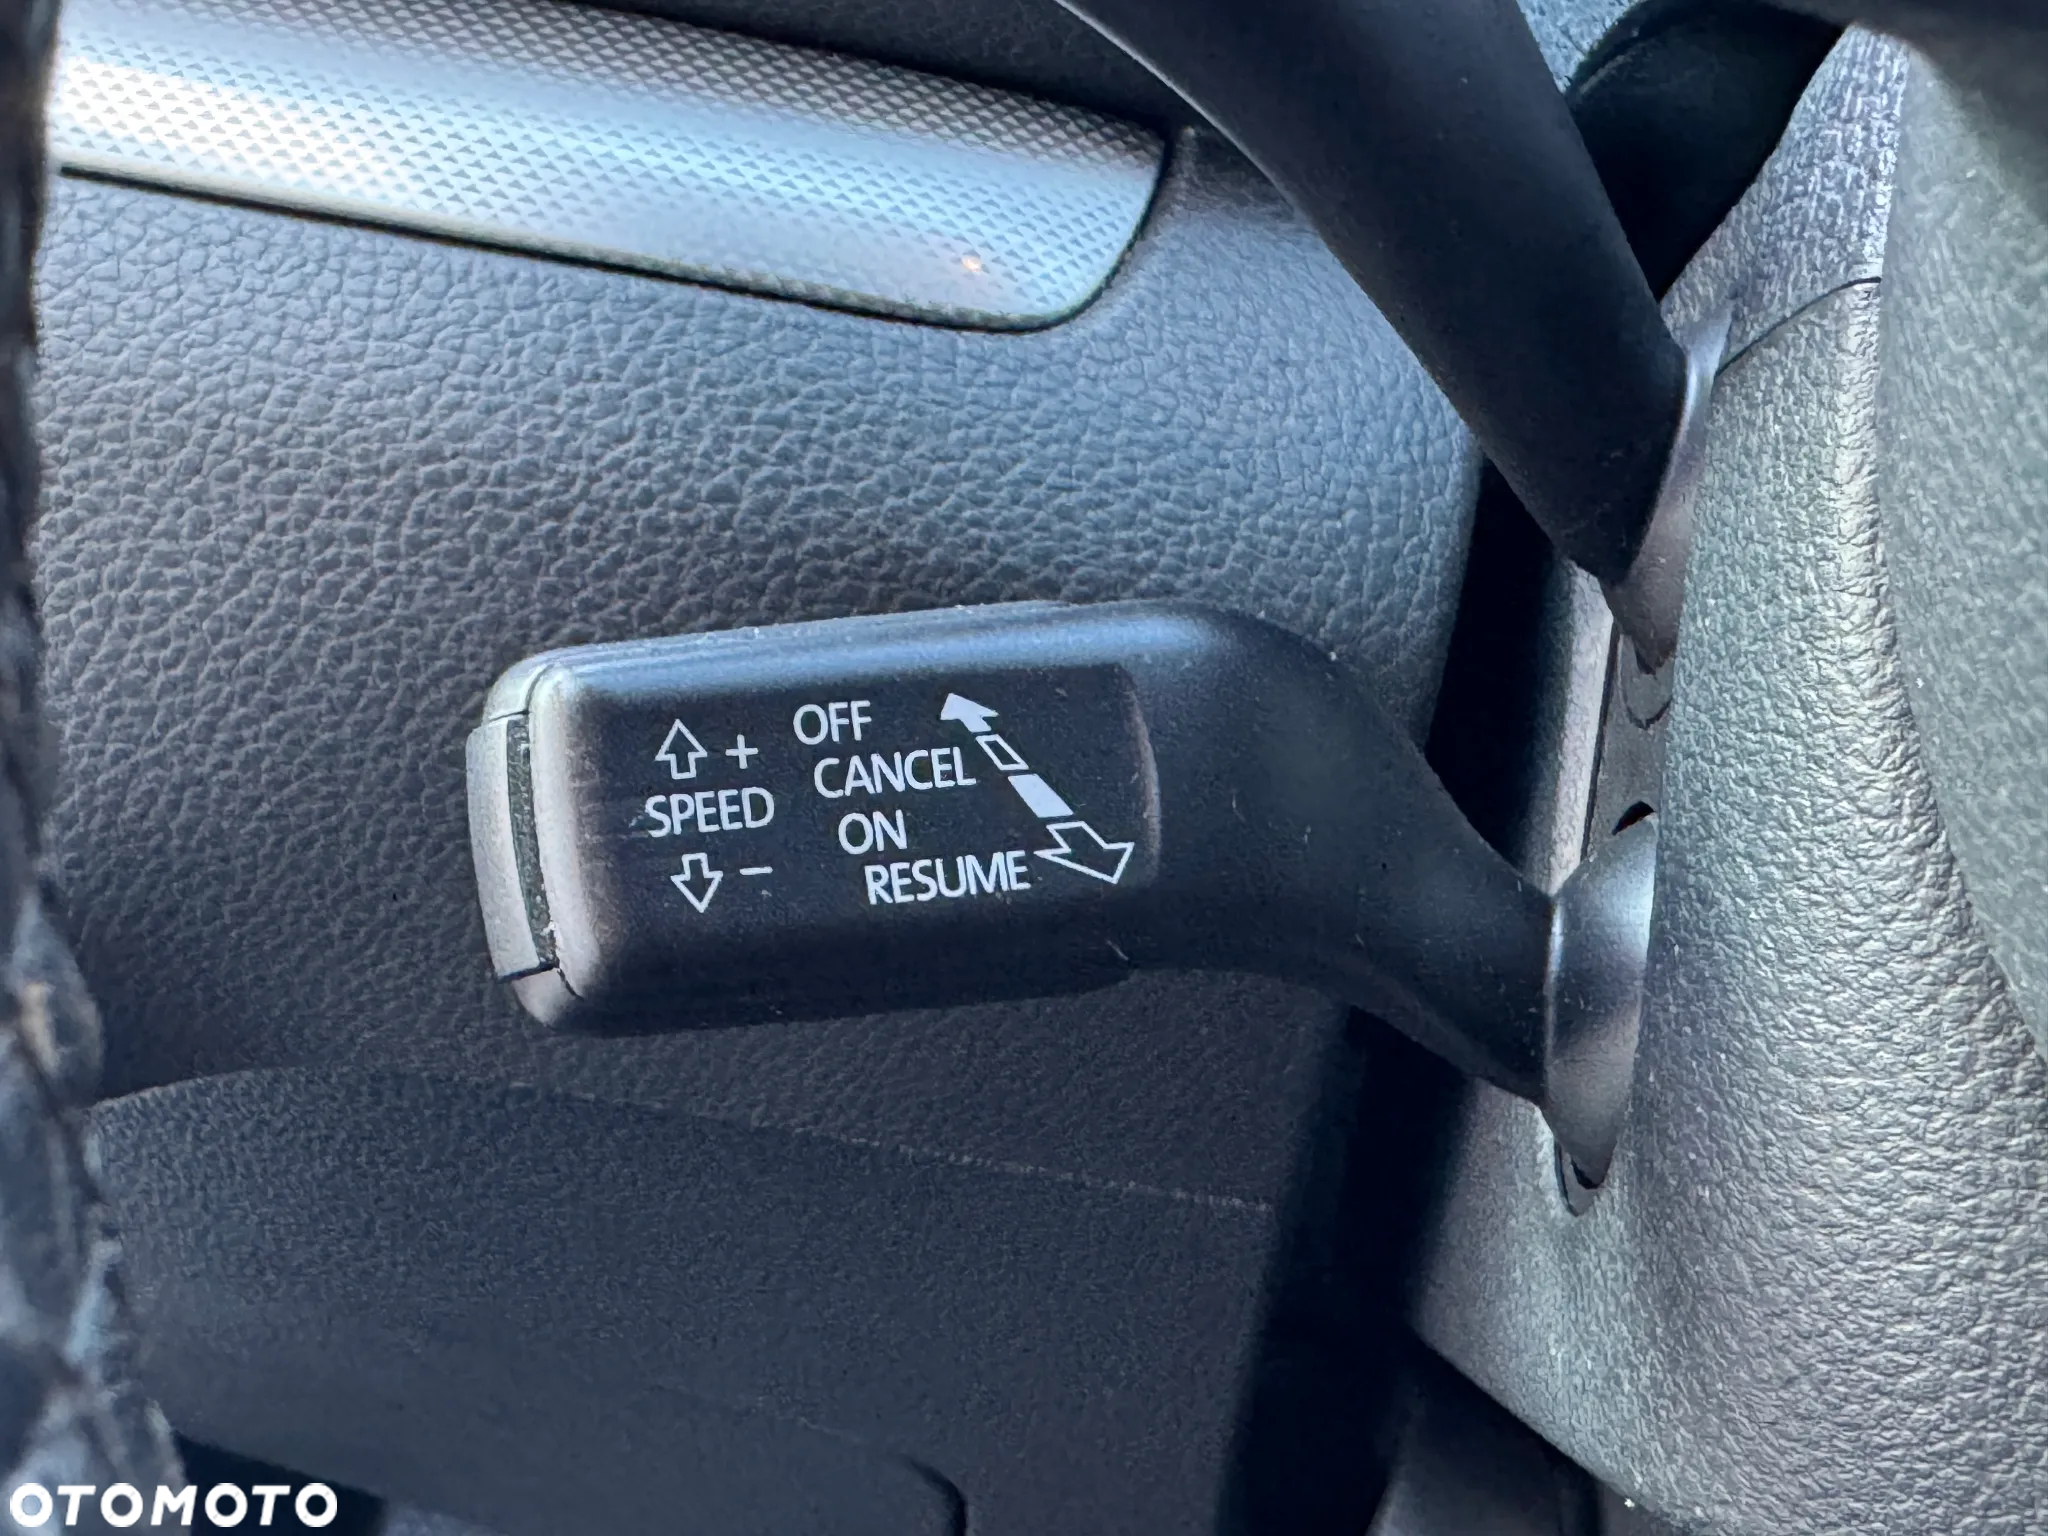 +
SPEED
−
OFF
CANCEL
ON
RESUME
OTOMOTO